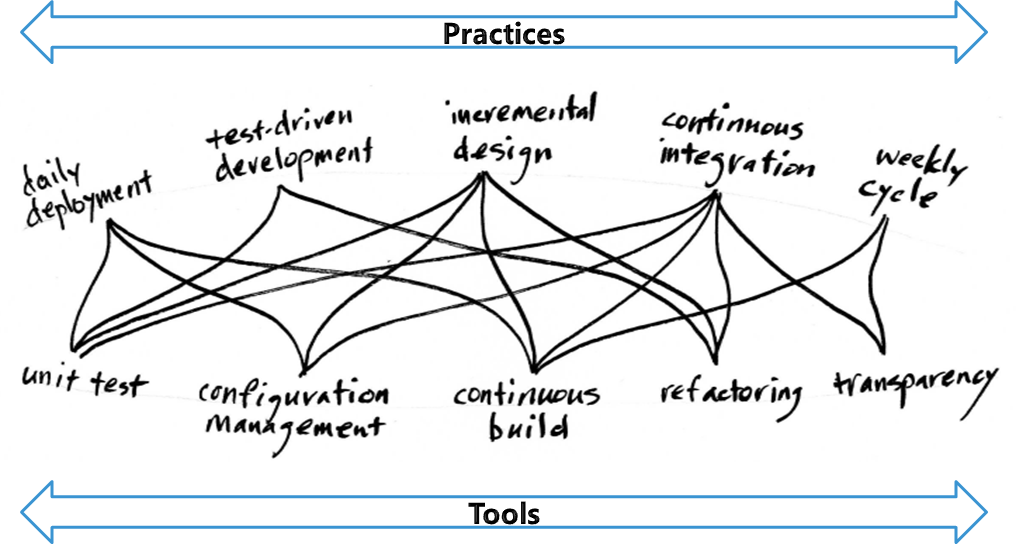 Practices
daily
deployment
test-driven
development
incremental
design
continuous
integration
weekly
cycle
unit test
configuration
management
continuous
build
refactoring
transparency
Tools